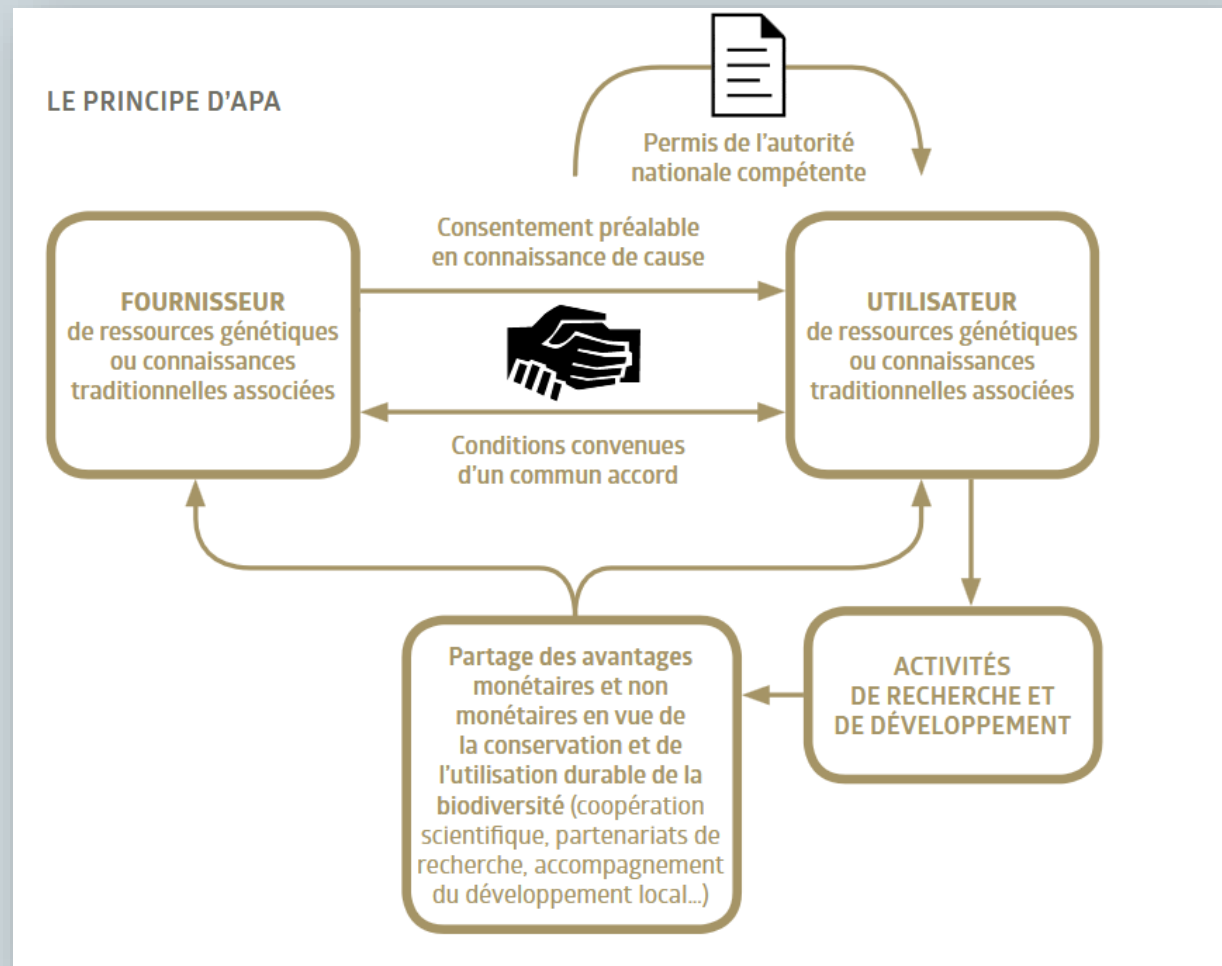 LE PRINCIPE D'APA
Permis de l'autorité
nationale compétente
Consentement préalable
en connaissance de cause
FOURNISSEUR
de ressources génétiques
ou connaissances
traditionnelles associées
UTILISATEUR
de ressources génétiques
ou connaissances
traditionnelles associées
Conditions convenues
d'un commun accord
Partage des avantages
monétaires et non
monétaires en vue de
la conservation et de
l'utilisation durable de la
biodiversité (coopération
scientifique, partenariats de
recherche, accompagnement
du développement local...)
ACTIVITÉS
DE RECHERCHE ET
DE DÉVELOPPEMENT